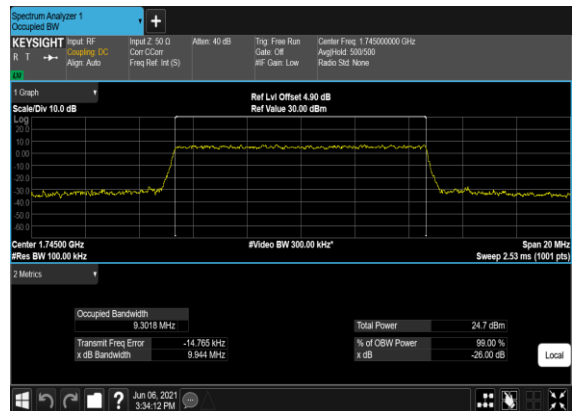 Spectrum Analyzer 1
Occupied BW
+
KEYSIGHT
R T
LXI
Input: RF
Coupling: DC
Align: Auto
Input Z: 50 Ω
Corr CCorr
Freq Ref: Int (S)
Atten: 40 dB
Trig: Free Run
Gate: Off
#IF Gain: Low
Center Freq: 1.745000000 GHz
Avg|Hold: 500/500
Radio Std: None
1 Graph
Scale/Div 10.0 dB
Ref Lvl Offset 4.90 dB
Ref Value 30.00 dBm
Log
20.0
10.0
0.00
-10.0
-20.0
-30.0
-40.0
-50.0
-60.0
Center 1.74500 GHz
#Res BW 100.00 kHz
#Video BW 300.00 kHz*
Span 20 MHz
Sweep 2.53 ms (1001 pts)
2 Metrics
Occupied Bandwidth
9.3018 MHz
Total Power 24.7 dBm
Transmit Freq Error -14.765 kHz
% of OBW Power 99.00 %
x dB Bandwidth 9.944 MHz
x dB -26.00 dB
Local
?
Jun 06, 2021
3:34:12 PM